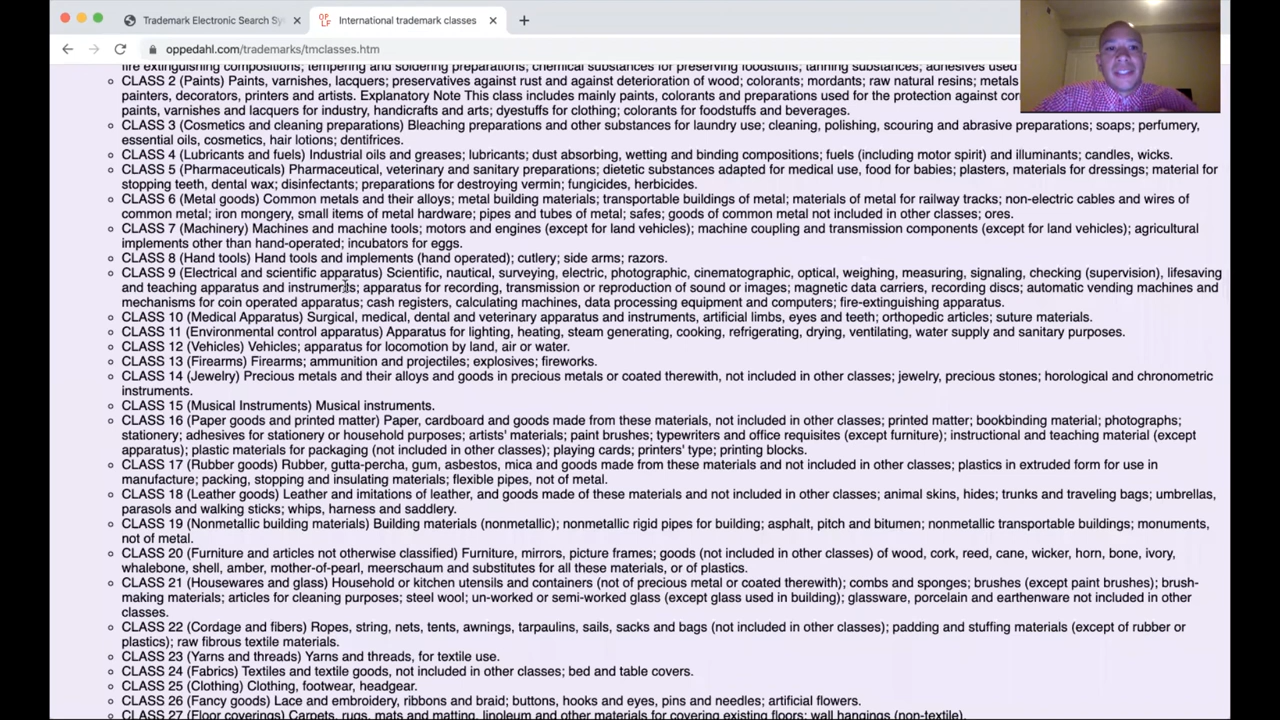 Trademark Electronic Search Sy
International trademark classes
oppedahl.com/trademarks/tmclasses.htm
fire extinguishing compositions; tempering and soldering preparations; chemical substances for preserving foodstuffs; tanning substances; adhesives used
CLASS 2 (Paints) Paints, varnishes, lacquers; preservatives against rust and against deterioration of wood; colorants; mordants; raw natural resins; metals
painters, decorators, printers and artists. Explanatory Note This class includes mainly paints, colorants and preparations used for the protection against cor
paints, varnishes and lacquers for industry, handicrafts and arts; dyestuffs for clothing; colorants for foodstuffs and beverages.
CLASS 3 (Cosmetics and cleaning preparations) Bleaching preparations and other substances for laundry use; cleaning, polishing, scouring and abrasive preparations; soaps; perfumery,
essential oils, cosmetics, hair lotions; dentifrices.
CLASS 4 (Lubricants and fuels) Industrial oils and greases; lubricants; dust absorbing, wetting and binding compositions; fuels (including motor spirit) and illuminants; candles, wicks.
CLASS 5 (Pharmaceuticals) Pharmaceutical, veterinary and sanitary preparations; dietetic substances adapted for medical use, food for babies; plasters, materials for dressings; material for
stopping teeth, dental wax; disinfectants; preparations for destroying vermin; fungicides, herbicides.
CLASS 6 (Metal goods) Common metals and their alloys; metal building materials; transportable buildings of metal; materials of metal for railway tracks; non-electric cables and wires of
common metal; iron mongery, small items of metal hardware; pipes and tubes of metal; safes; goods of common metal not included in other classes; ores.
CLASS 7 (Machinery) Machines and machine tools; motors and engines (except for land vehicles); machine coupling and transmission components (except for land vehicles); agricultural
implements other than hand-operated; incubators for eggs.
CLASS 8 (Hand tools) Hand tools and implements (hand operated); cutlery; side arms; razors.
CLASS 9 (Electrical and scientific apparatus) Scientific, nautical, surveying, electric, photographic, cinematographic, optical, weighing, measuring, signaling, checking (supervision), lifesaving
and teaching apparatus and instruments; apparatus for recording, transmission or reproduction of sound or images; magnetic data carriers, recording discs; automatic vending machines and
mechanisms for coin operated apparatus; cash registers, calculating machines, data processing equipment and computers; fire-extinguishing apparatus.
CLASS 10 (Medical Apparatus) Surgical, medical, dental and veterinary apparatus and instruments, artificial limbs, eyes and teeth; orthopedic articles; suture materials.
CLASS 11 (Environmental control apparatus) Apparatus for lighting, heating, steam generating, cooking, refrigerating, drying, ventilating, water supply and sanitary purposes.
CLASS 12 (Vehicles) Vehicles; apparatus for locomotion by land, air or water.
CLASS 13 (Firearms) Firearms; ammunition and projectiles; explosives; fireworks.
CLASS 14 (Jewelry) Precious metals and their alloys and goods in precious metals or coated therewith, not included in other classes; jewelry, precious stones; horological and chronometric
instruments.
CLASS 15 (Musical Instruments) Musical instruments.
CLASS 16 (Paper goods and printed matter) Paper, cardboard and goods made from these materials, not included in other classes; printed matter; bookbinding material; photographs;
stationery; adhesives for stationery or household purposes; artists' materials; paint brushes; typewriters and office requisites (except furniture); instructional and teaching material (except
apparatus); plastic materials for packaging (not included in other classes); playing cards; printers' type; printing blocks.
CLASS 17 (Rubber goods) Rubber, gutta-percha, gum, asbestos, mica and goods made from these materials and not included in other classes; plastics in extruded form for use in
manufacture; packing, stopping and insulating materials; flexible pipes, not of metal.
CLASS 18 (Leather goods) Leather and imitations of leather, and goods made of these materials and not included in other classes; animal skins, hides; trunks and traveling bags; umbrellas,
parasols and walking sticks; whips, harness and saddlery.
CLASS 19 (Nonmetallic building materials) Building materials (nonmetallic); nonmetallic rigid pipes for building; asphalt, pitch and bitumen; nonmetallic transportable buildings; monuments,
not of metal.
CLASS 20 (Furniture and articles not otherwise classified) Furniture, mirrors, picture frames; goods (not included in other classes) of wood, cork, reed, cane, wicker, horn, bone, ivory,
whalebone, shell, amber, mother-of-pearl, meerschaum and substitutes for all these materials, or of plastics.
CLASS 21 (Housewares and glass) Household or kitchen utensils and containers (not of precious metal or coated therewith); combs and sponges; brushes (except paint brushes); brush-
making materials; articles for cleaning purposes; steel wool; un-worked or semi-worked glass (except glass used in building); glassware, porcelain and earthenware not included in other
classes.
CLASS 22 (Cordage and fibers) Ropes, string, nets, tents, awnings, tarpaulins, sails, sacks and bags (not included in other classes); padding and stuffing materials (except of rubber or
plastics); raw fibrous textile materials.
CLASS 23 (Yarns and threads) Yarns and threads, for textile use.
CLASS 24 (Fabrics) Textiles and textile goods, not included in other classes; bed and table covers.
CLASS 25 (Clothing) Clothing, footwear, headgear.
CLASS 26 (Fancy goods) Lace and embroidery, ribbons and braid; buttons, hooks and eyes, pins and needles; artificial flowers.
CLASS 27 (Floor coverings) Carpets, rugs, mats and matting, linoleum and other materials for covering existing floors; wall hangings (non-textile).